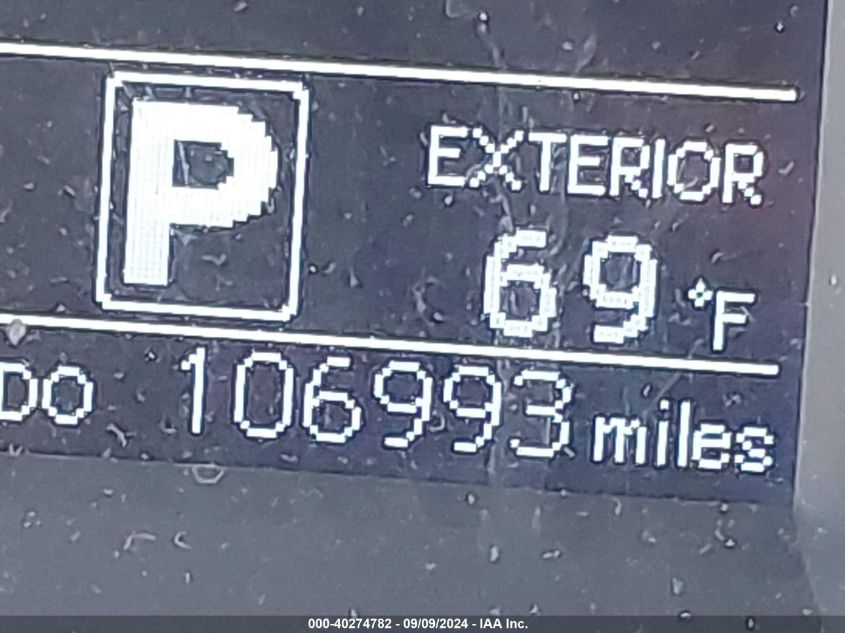 P
EXTERIOR
69 °F
DO 106993 miles
000-40274782 - 09/09/2024 - IAA Inc.